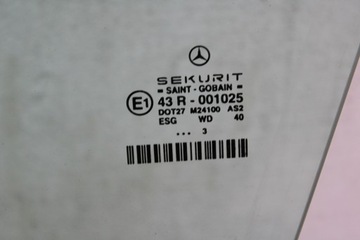 SEKURIT
SAINT - GOBAIN
E1 43 R - 001025
DOT27 M24100 AS2
ESG WD 40
... 3